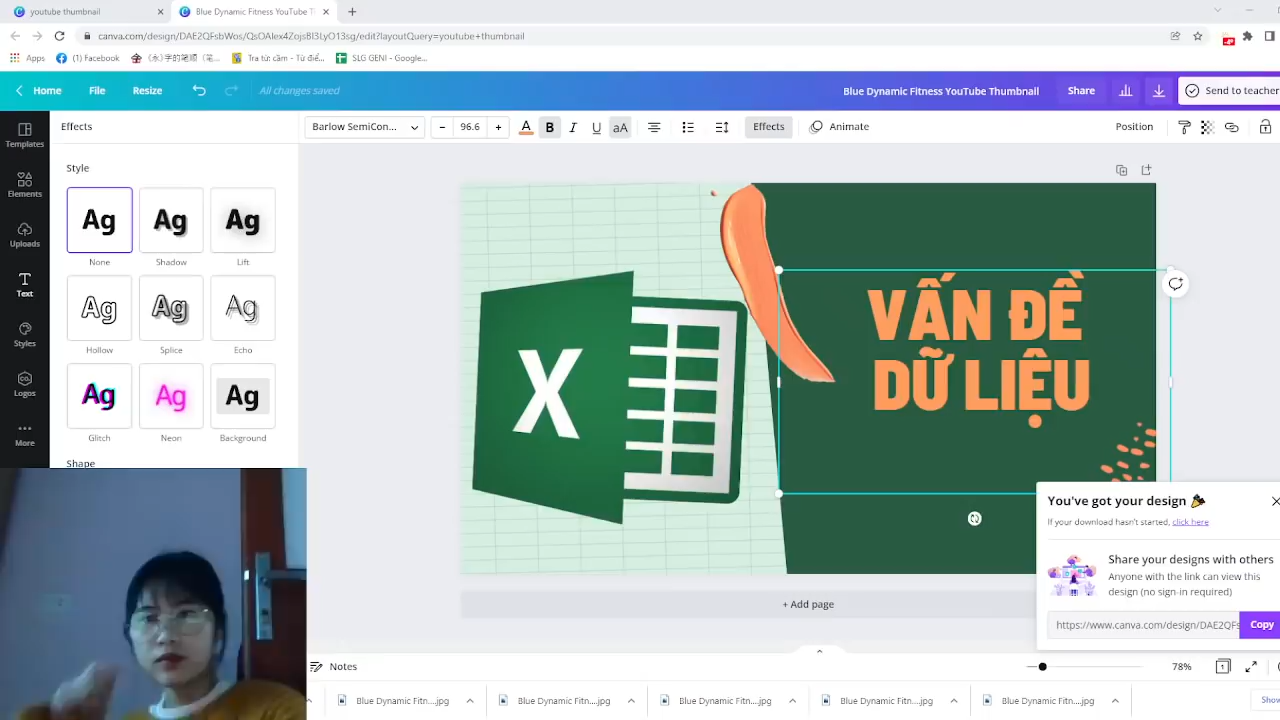 youtube thumbnail
Blue Dynamic Fitness YouTube T
canva.com/design/DAE2QFsbWos/QsOAlex4Zojs8l3LyO13sg/edit?layoutQuery=youtube+thumbnail
Apps
(1) Facebook
Tra từ: cầm - Từ điể...
SLG GENI - Google...
Home
File
Resize
All changes saved
Blue Dynamic Fitness YouTube Thumbnail
Share
Send to teacher
Effects
Barlow SemiCon...
– 96.6 +
A
B
I
U
aA
Effects
Animate
Position
Templates
Elements
Uploads
Text
Styles
Logos
More
Style
Ag
Ag
Ag
None
Shadow
Lift
Ag
Ag
Ag
Hollow
Splice
Echo
Ag
Ag
Ag
Glitch
Neon
Background
Shape
X
VẤN ĐỀ
DỮ LIỆU
You've got your design
If your download hasn't started, click here
Share your designs with others
Anyone with the link can view this
design (no sign-in required)
https://www.canva.com/design/DAE2QFs
Copy
+ Add page
Notes
78%
1
Blue Dynamic Fitn....jpg
Blue Dynamic Fitn....jpg
Blue Dynamic Fitn....jpg
Blue Dynamic Fitn....jpg
Blue Dynamic Fitn....jpg
Show